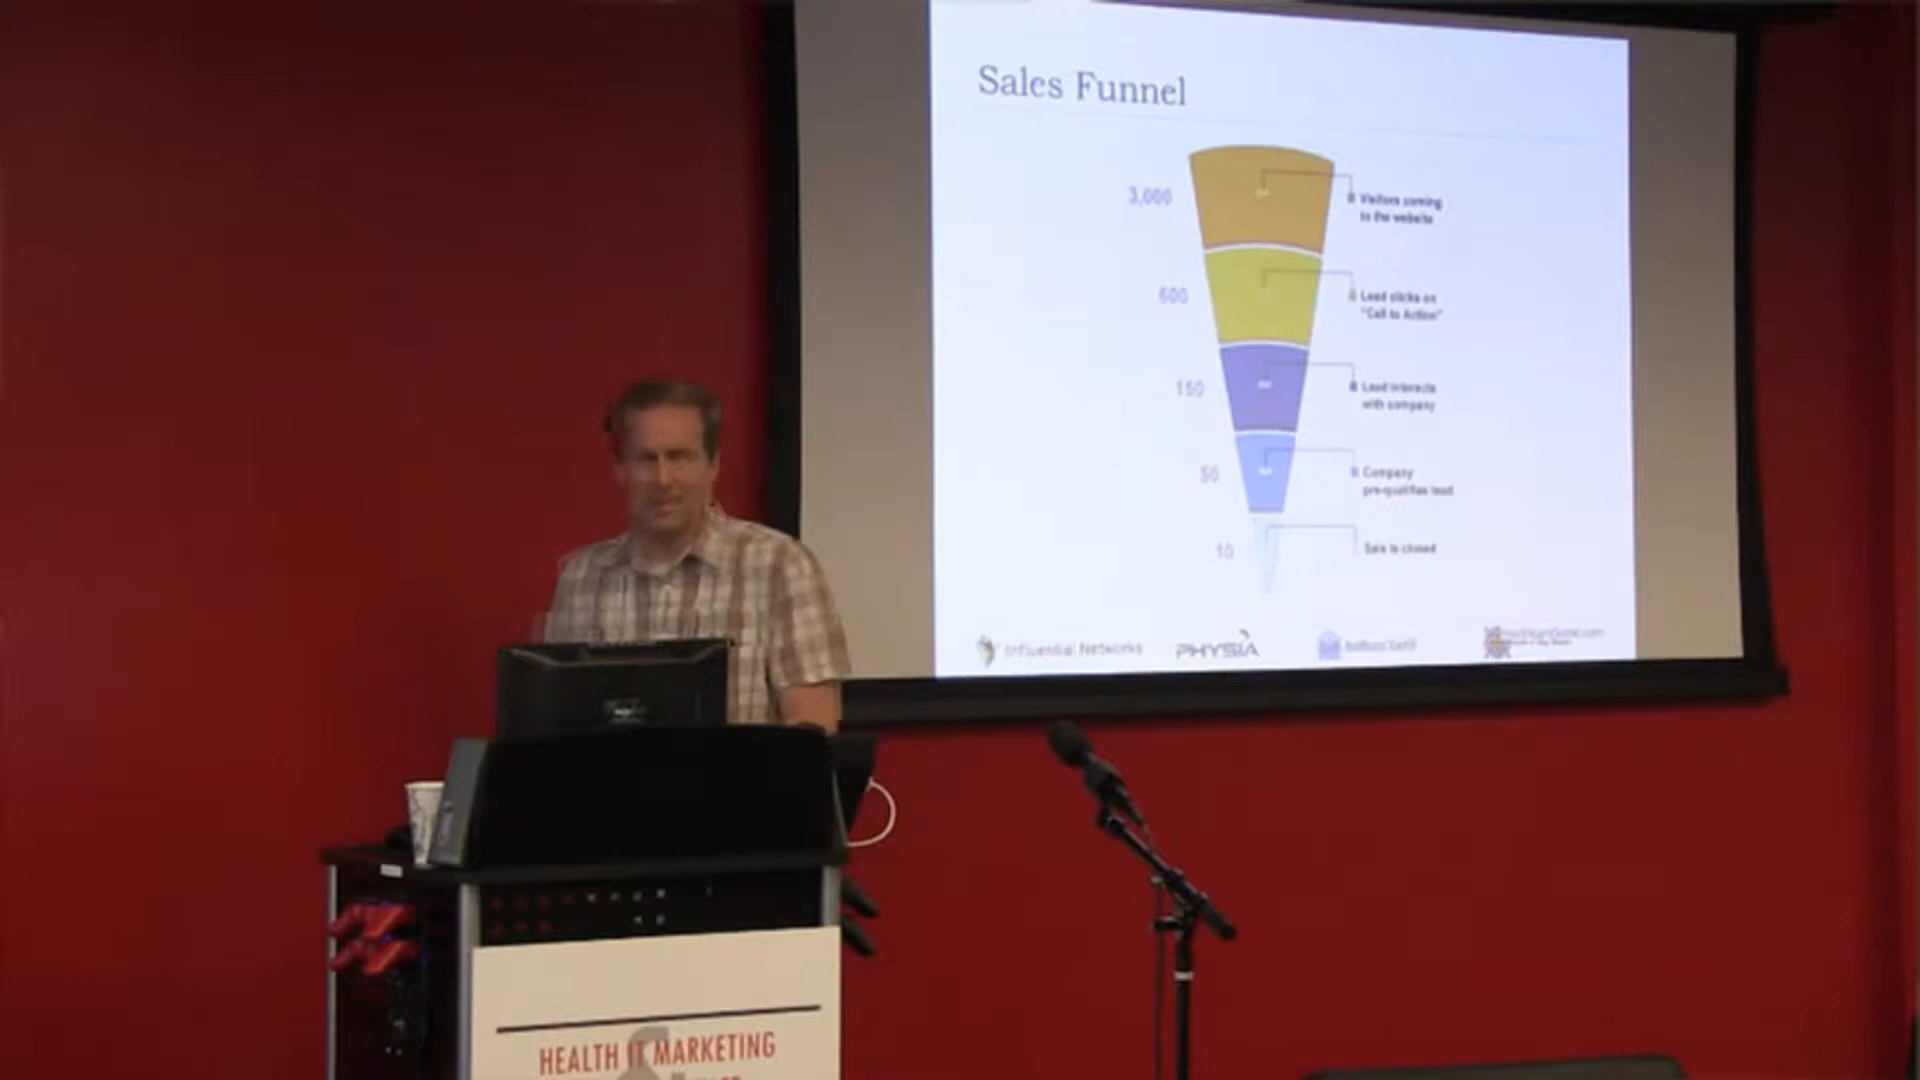 Sales Funnel
3,000
Visitors coming
to the website
600
Lead clicks on
"Call to Action"
150
Lead interacts
with company
50
Company
pre-qualifies lead
10
Sale is closed
Influential Networks
PHYSIA
HEALTH IT MARKETING